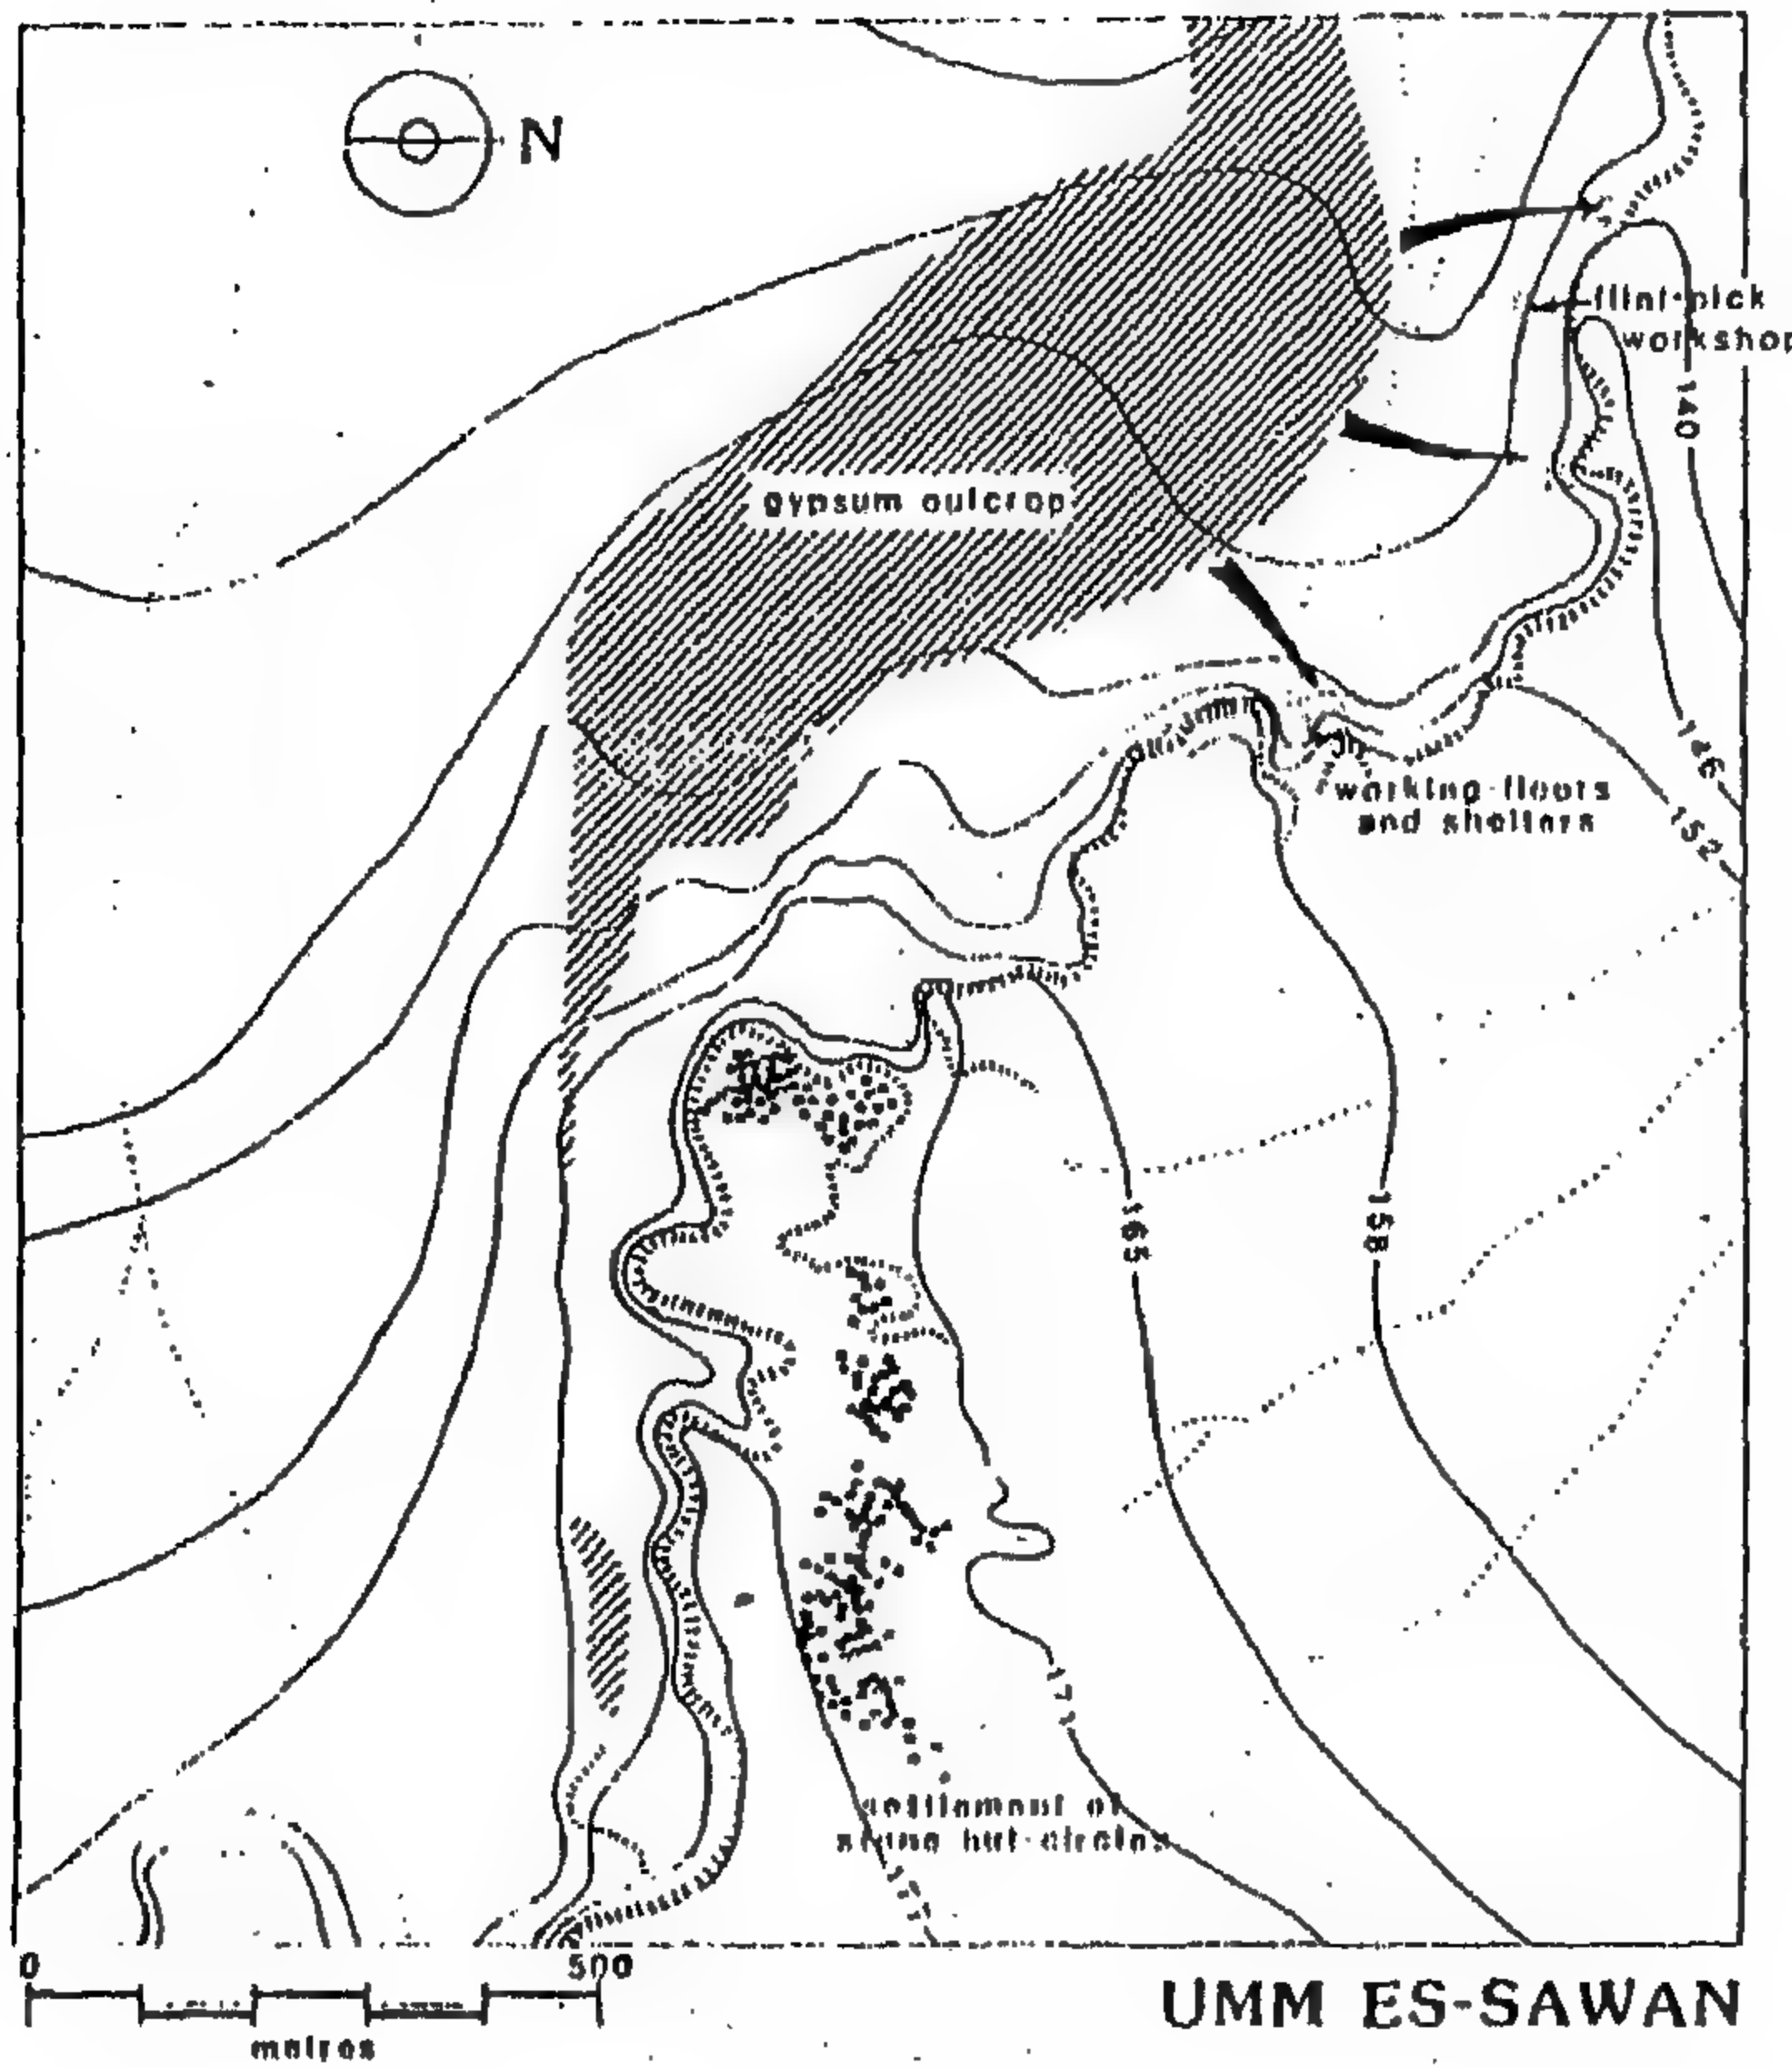 N
flint-pick
workshop
140
gypsum outcrop
146
working-floors
and shelters
152
165
158
171
settlement of
stone hut-circles
177
0
500
metres
UMM ES-SAWAN